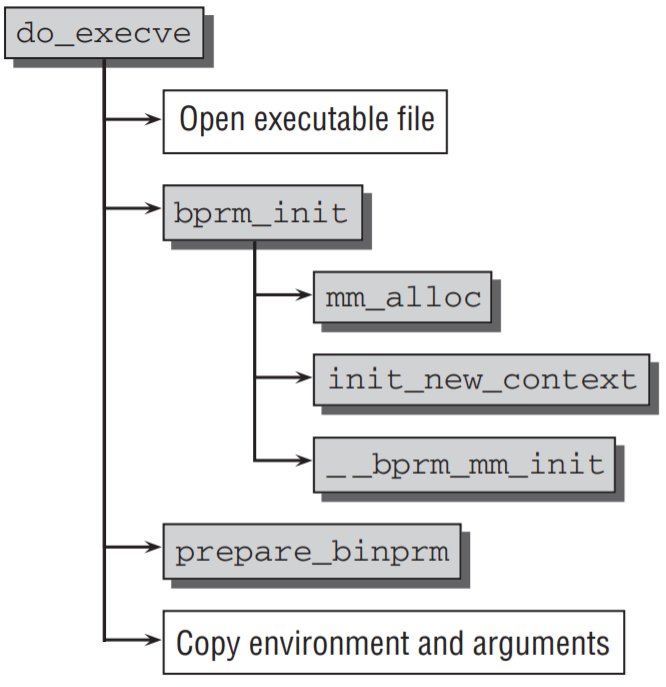 do_execve
Open executable file
bprm_init
mm_alloc
init_new_context
__bprm_mm_init
prepare_binprm
Copy environment and arguments